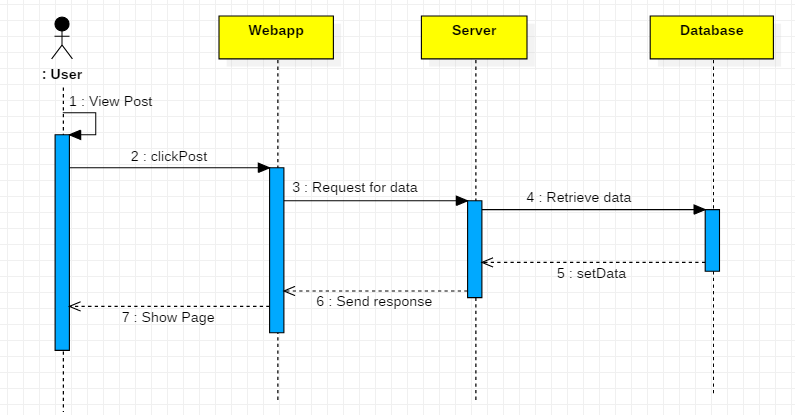 Webapp
Server
Database
: User
1 : View Post
2 : clickPost
3 : Request for data
4 : Retrieve data
5 : setData
6 : Send response
7 : Show Page